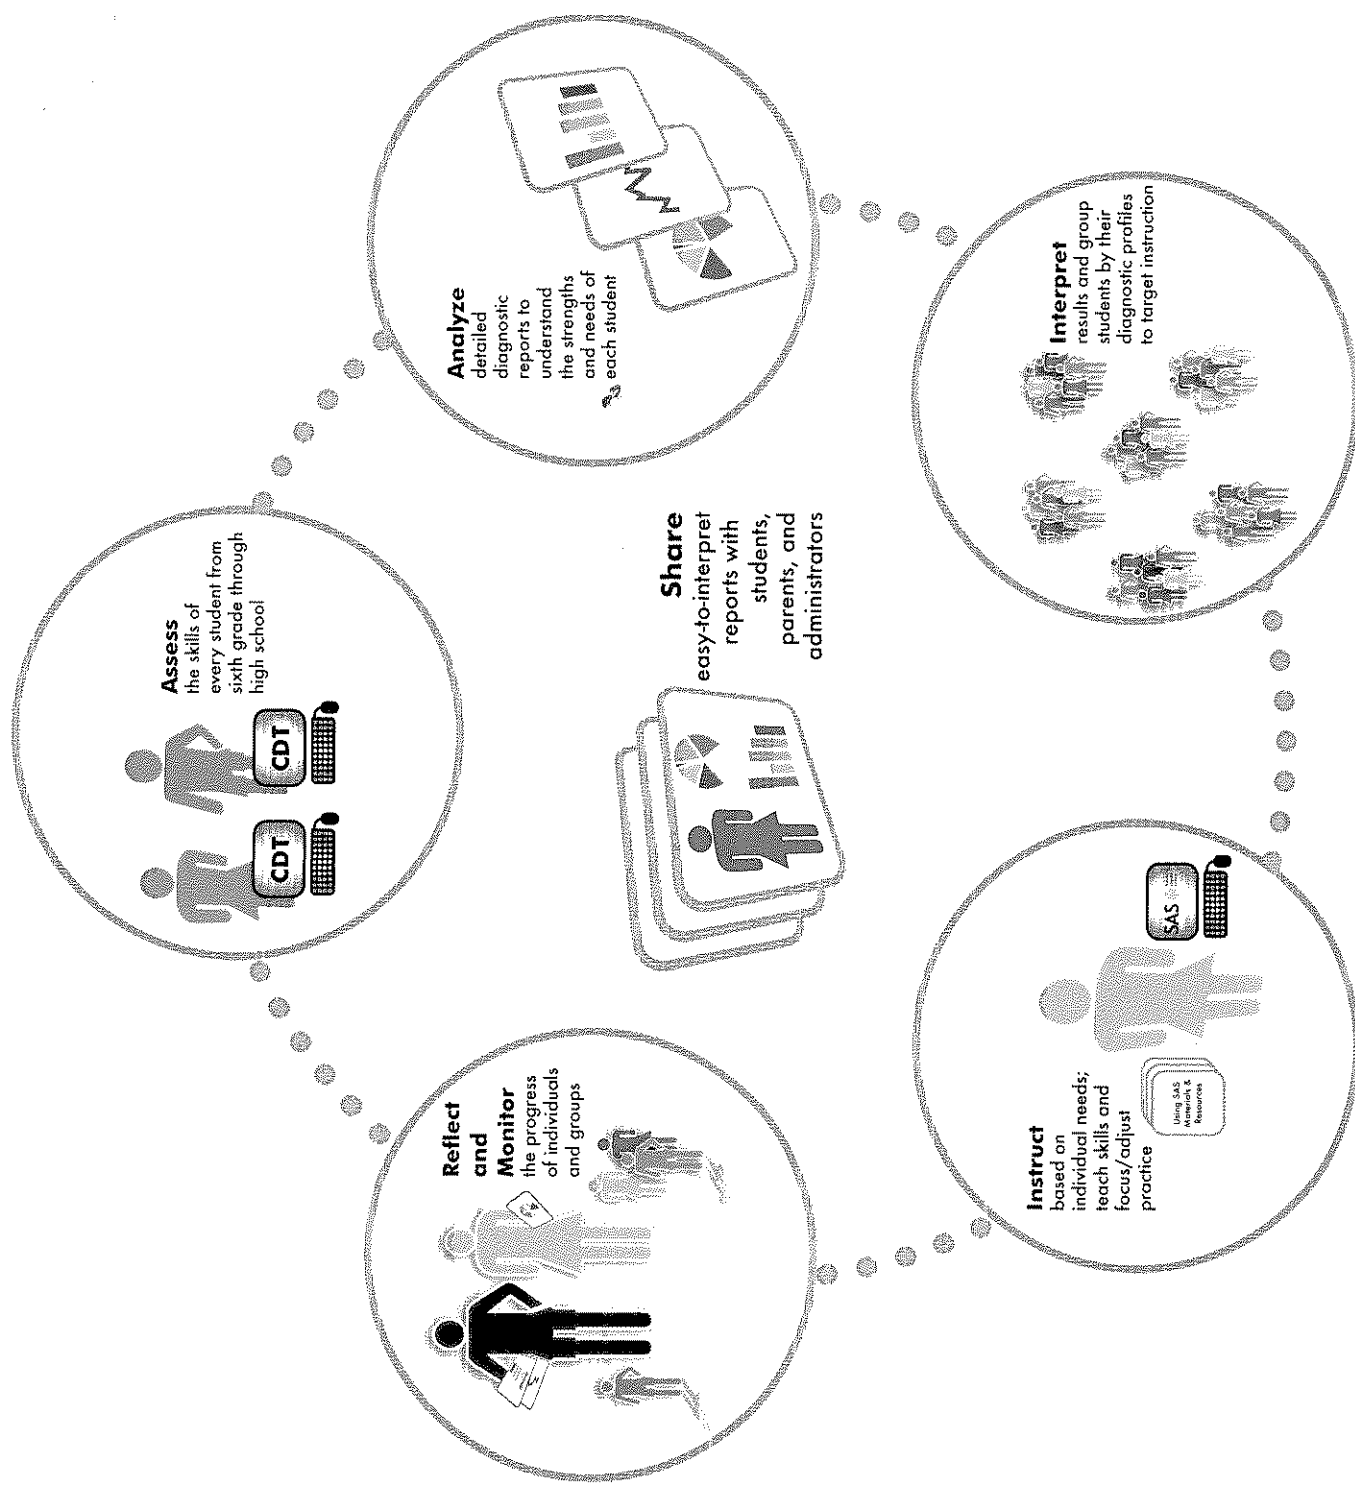 Assess
the skills of
every student from
sixth grade through
high school
CDT
CDT
Analyze
detailed
diagnostic
reports to
understand
the strengths
and needs of
each student
Interpret
results and group
students by their
diagnostic profiles
to target instruction
Instruct
based on
individual needs;
teach skills and
focus/adjust
practice
Using SAS
Materials &
Resources
SAS
Reflect
and
Monitor
the progress
of individuals
and groups
Share
easy-to-interpret
reports with
students,
parents, and
administrators